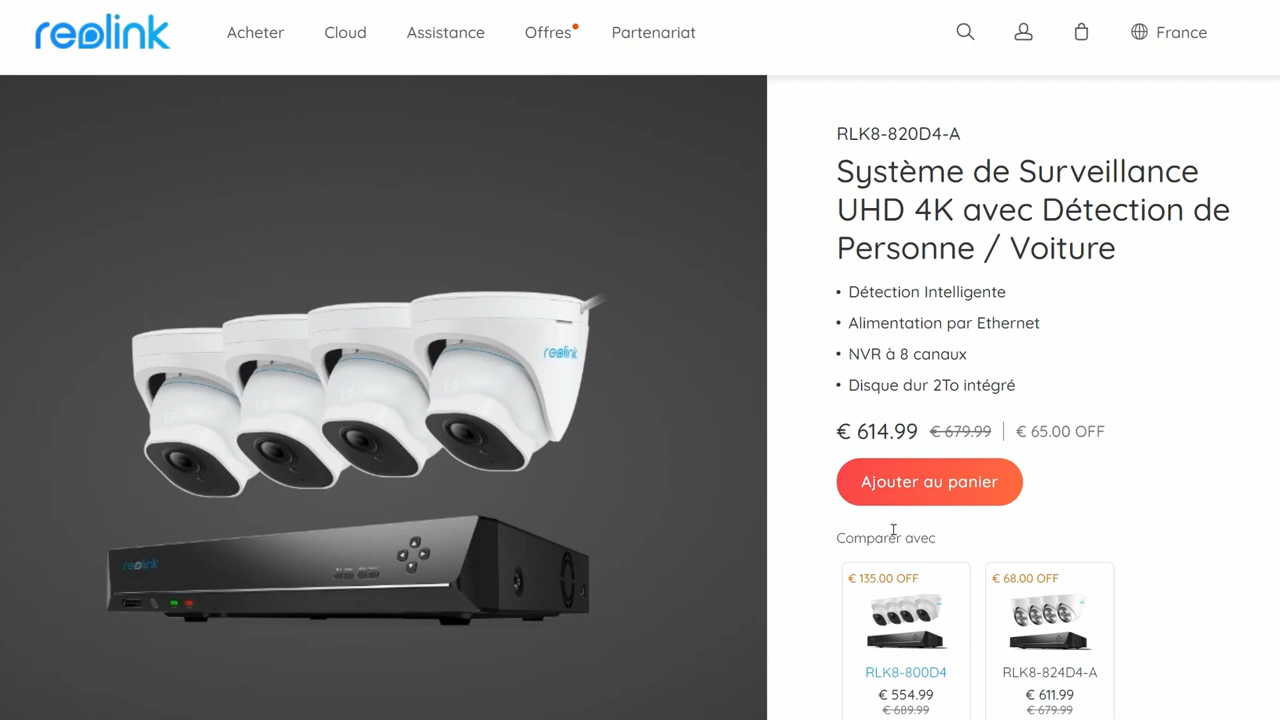 reolink
Acheter
Cloud
Assistance
Offres
Partenariat
France
reolink
reolink
RLK8-820D4-A
Système de Surveillance
UHD 4K avec Détection de
Personne / Voiture
• Détection Intelligente
• Alimentation par Ethernet
• NVR à 8 canaux
• Disque dur 2To intégré
€ 614.99 € 679.99 | € 65.00 OFF
Ajouter au panier
Comparer avec
€ 135.00 OFF
RLK8-800D4
€ 554.99
€ 689.99
€ 68.00 OFF
RLK8-824D4-A
€ 611.99
€ 679.99